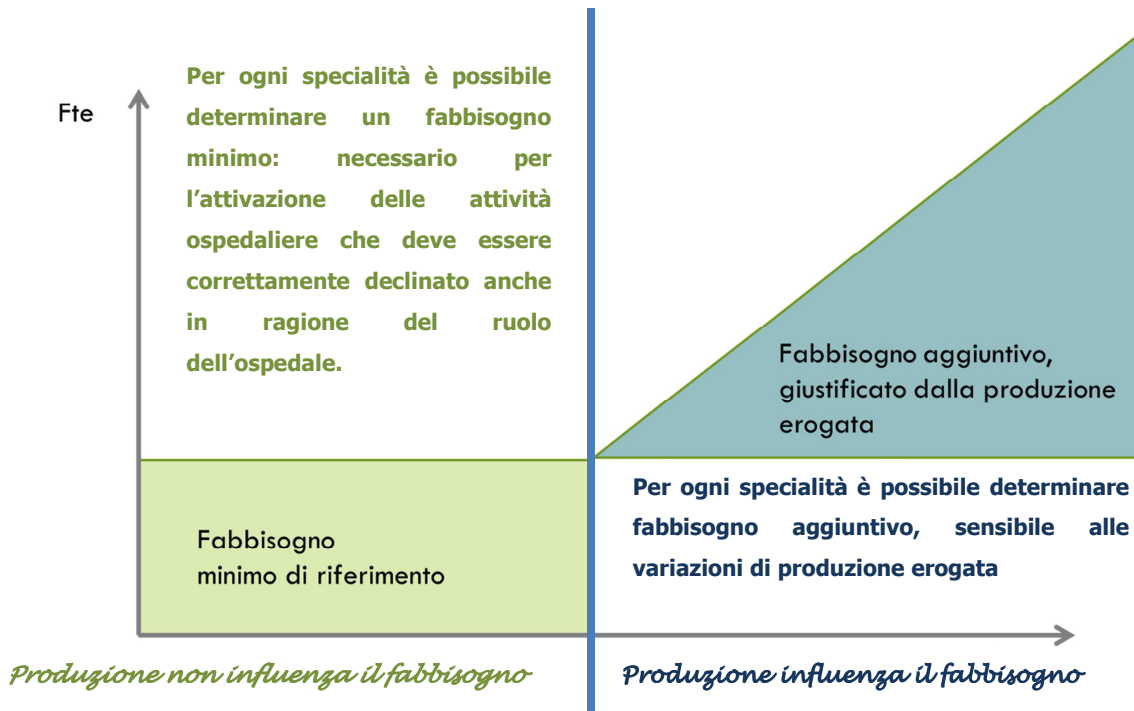 Fte
Per ogni specialità è possibile
determinare un fabbisogno
minimo: necessario per
l’attivazione delle attività
ospedaliere che deve essere
correttamente declinato anche
in ragione del ruolo
dell’ospedale.
Fabbisogno
minimo di riferimento
Fabbisogno aggiuntivo,
giustificato dalla produzione
erogata
Per ogni specialità è possibile determinare
fabbisogno aggiuntivo, sensibile alle
variazioni di produzione erogata
Produzione non influenza il fabbisogno
Produzione influenza il fabbisogno